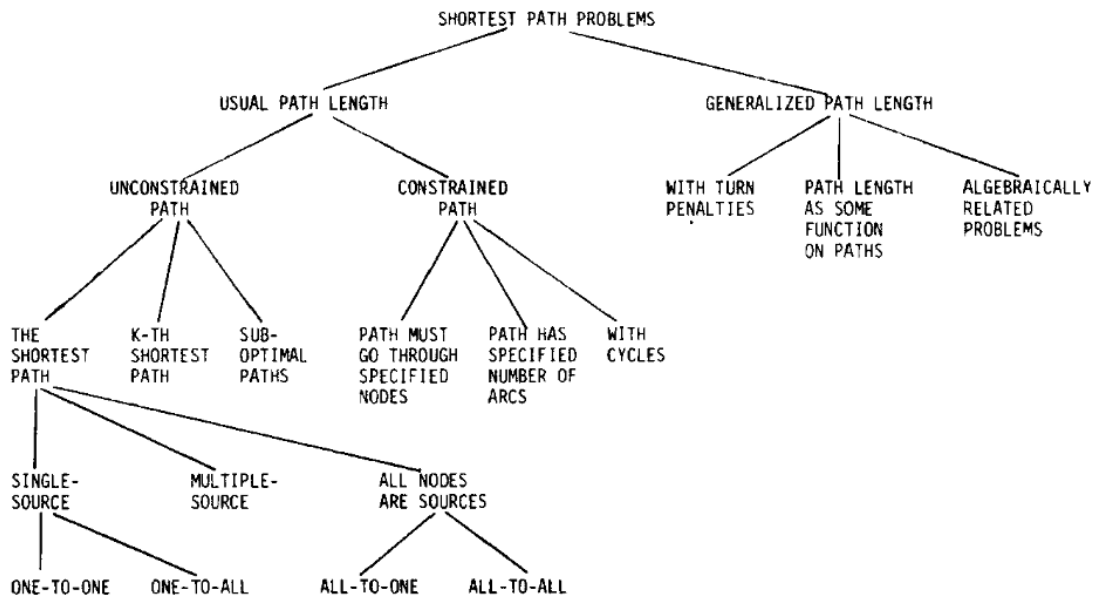 SHORTEST PATH PROBLEMS
USUAL PATH LENGTH
GENERALIZED PATH LENGTH
UNCONSTRAINED
PATH
CONSTRAINED
PATH
WITH TURN
PENALTIES
PATH LENGTH
AS SOME
FUNCTION
ON PATHS
ALGEBRAICALLY
RELATED
PROBLEMS
THE
SHORTEST
PATH
K-TH
SHORTEST
PATH
SUB-
OPTIMAL
PATHS
PATH MUST
GO THROUGH
SPECIFIED
NODES
PATH HAS
SPECIFIED
NUMBER OF
ARCS
WITH
CYCLES
SINGLE-
SOURCE
MULTIPLE-
SOURCE
ALL NODES
ARE SOURCES
ONE-TO-ONE
ONE-TO-ALL
ALL-TO-ONE
ALL-TO-ALL